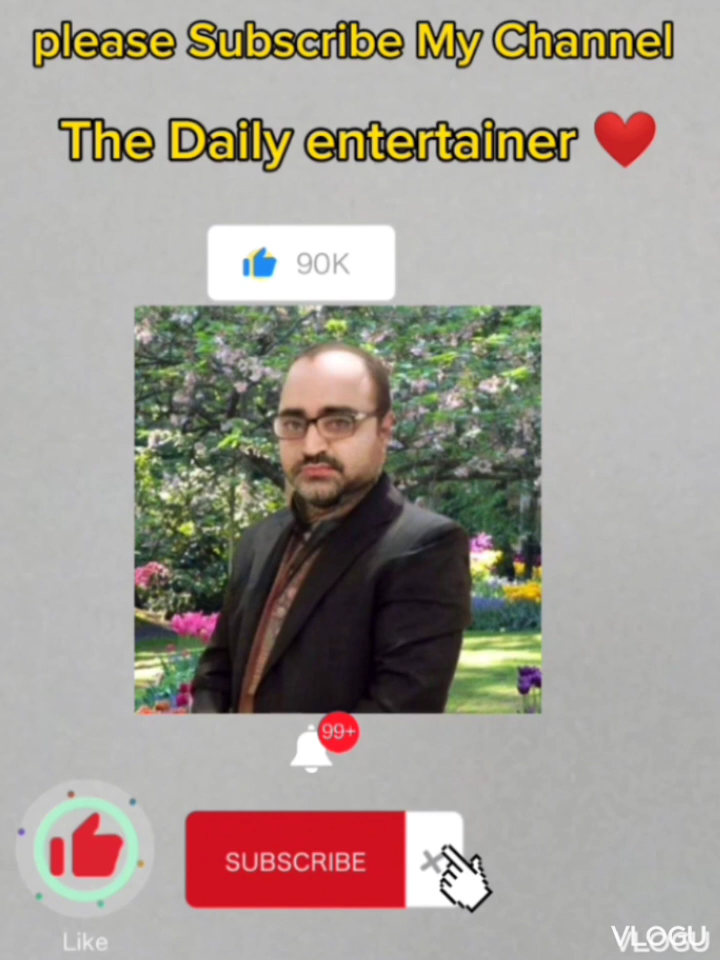 please Subscribe My Channel
The Daily entertainer ❤️
90K
99+
SUBSCRIBE
Like
VLOGU